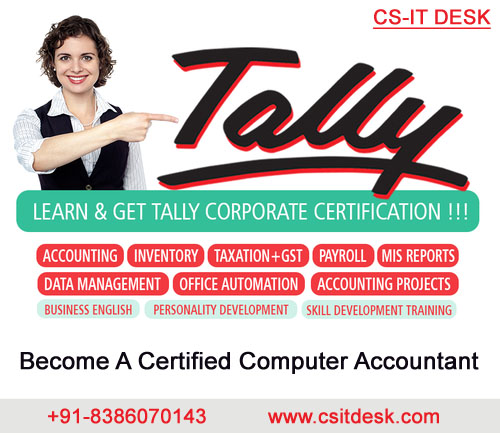 CS-IT DESK
Tally
LEARN & GET TALLY CORPORATE CERTIFICATION !!!
ACCOUNTING INVENTORY TAXATION+GST PAYROLL MIS REPORTS
DATA MANAGEMENT OFFICE AUTOMATION ACCOUNTING PROJECTS
BUSINESS ENGLISH PERSONALITY DEVELOPMENT SKILL DEVELOPMENT TRAINING
Become A Certified Computer Accountant
+91-8386070143 www.csitdesk.com